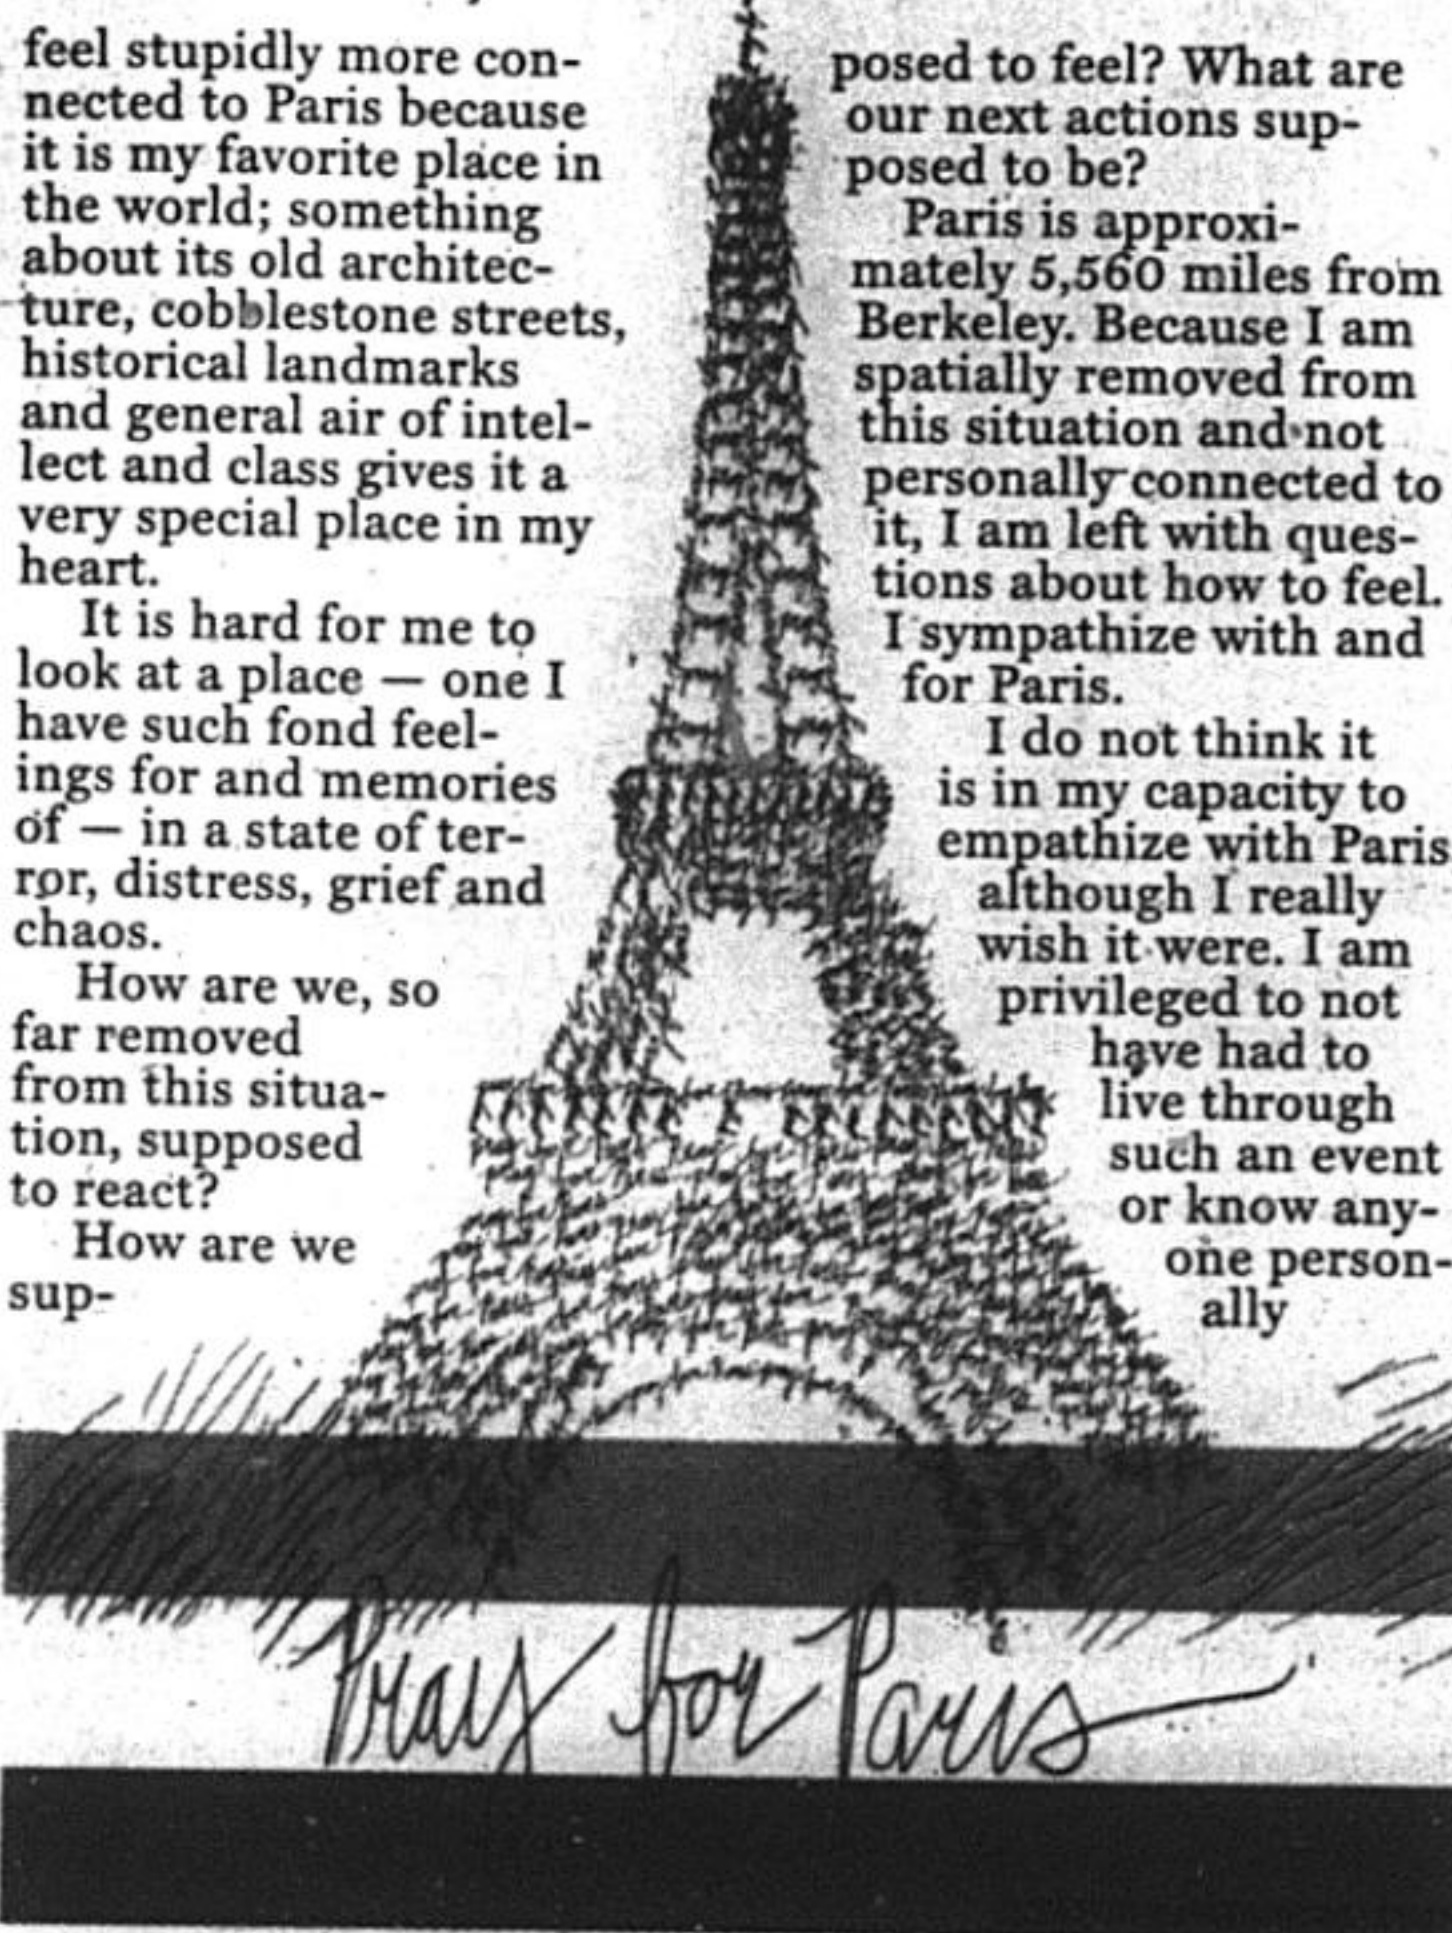 feel stupidly more con-
nected to Paris because
it is my favorite place in
the world; something
about its old architec-
ture, cobblestone streets,
historical landmarks
and general air of intel-
lect and class gives it a
very special place in my
heart.
It is hard for me to
look at a place — one I
have such fond feel-
ings for and memories
of — in a state of ter-
ror, distress, grief and
chaos.
How are we, so
far removed
from this situa-
tion, supposed
to react?
How are we
sup-
posed to feel? What are
our next actions sup-
posed to be?
Paris is approxi-
mately 5,560 miles from
Berkeley. Because I am
spatially removed from
this situation and not
personally connected to
it, I am left with ques-
tions about how to feel.
I sympathize with and
for Paris.
I do not think it
is in my capacity to
empathize with Paris
although I really
wish it were. I am
privileged to not
have had to
live through
such an event
or know any-
one person-
ally
Pray for Paris